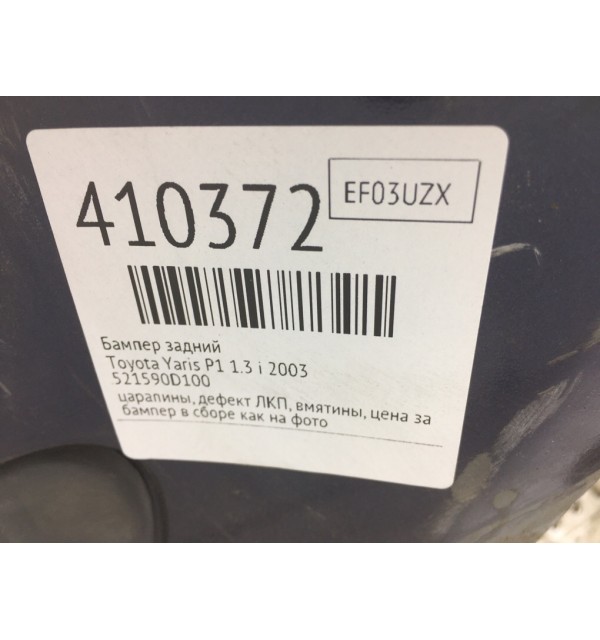 410372
EF03UZX
Бампер задний
Toyota Yaris P1 1.3 i 2003
521590D100
царапины, дефект ЛКП, вмятины, цена за
бампер в сборе как на фото